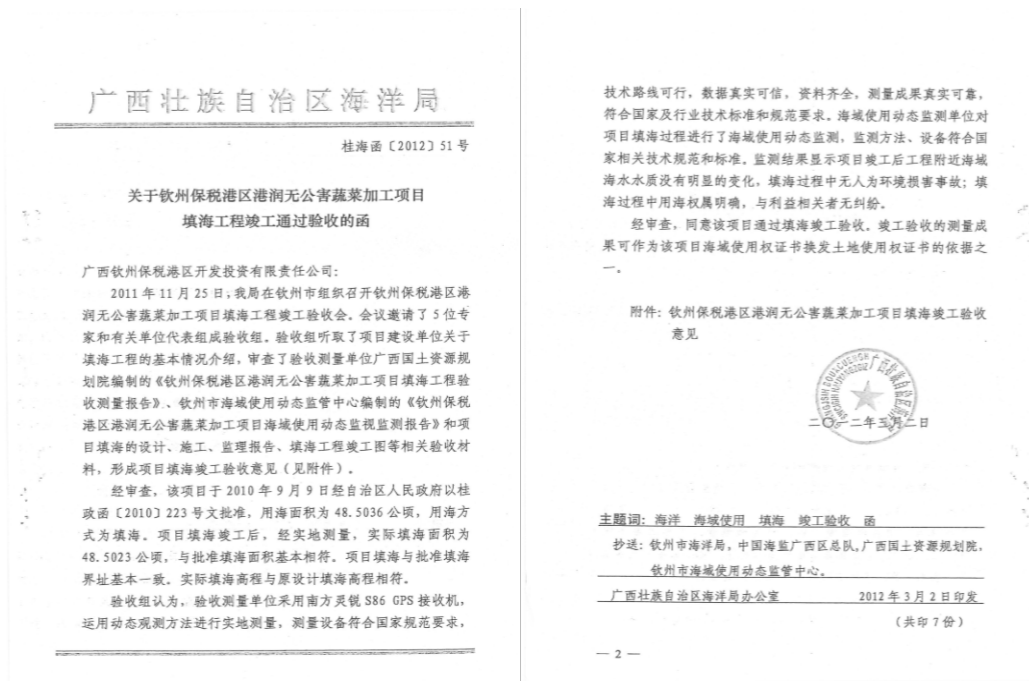 广西壮族自治区海洋局
桂海函〔2012〕51号
关于钦州保税港区港润无公害蔬菜加工项目
填海工程竣工通过验收的函
广西钦州保税港区开发投资有限责任公司:
2011年11月25日,我局在钦州市组织召开钦州保税港区港
润无公害蔬菜加工项目填海工程竣工验收会。会议邀请了5位专
家和有关单位代表组成验收组。验收组听取了项目建设单位关于
填海工程的基本情况介绍,审查了验收测量单位广西国土资源规
划院编制的《钦州保税港区港润无公害蔬菜加工项目填海工程验
收测量报告》、钦州市海域使用动态监管中心编制的《钦州保税
港区港润无公害蔬菜加工项目海域使用动态监视监测报告》和项
目填海的设计、施工、监理报告、填海工程竣工图等相关验收材
料,形成项目填海竣工验收意见(见附件)。
经审查,该项目于2010年9月9日经自治区人民政府以桂
政函〔2010〕223号文批准,用海面积为48.5036公顷,用海方
式为填海。项目填海竣工后,经实地测量,实际填海面积为
48.5023公顷,与批准填海面积基本相符。项目填海与批准填海
界址基本一致。实际填海高程与原设计填海高程相符。
验收组认为,验收测量单位采用南方灵锐S86 GPS接收机,
运用动态观测方法进行实地测量,测量设备符合国家规范要求,
技术路线可行,数据真实可信,资料齐全,测量成果真实可靠,
符合国家及行业技术标准和规范要求。海域使用动态监测单位对
项目填海过程进行了海域使用动态监测,监测方法、设备符合国
家相关技术规范和标准。监测结果显示项目竣工后工程附近海域
海水水质没有明显的变化,填海过程中无人为环境损害事故;填
海过程中用海权属明确,与利益相关者无纠纷。
经审查,同意该项目通过填海竣工验收。竣工验收的测量成
果可作为该项目海域使用权证书换发土地使用权证书的依据之
一。
附件:钦州保税港区港润无公害蔬菜加工项目填海竣工验收
意见
广西壮族自治区海洋局
二〇一二年三月二日
主题词:海洋 海域使用 填海 竣工验收 函
抄送:钦州市海洋局,中国海监广西区总队,广西国土资源规划院,
钦州市海域使用动态监管中心。
广西壮族自治区海洋局办公室 2012年3月2日印发
(共印7份)
— 2 —